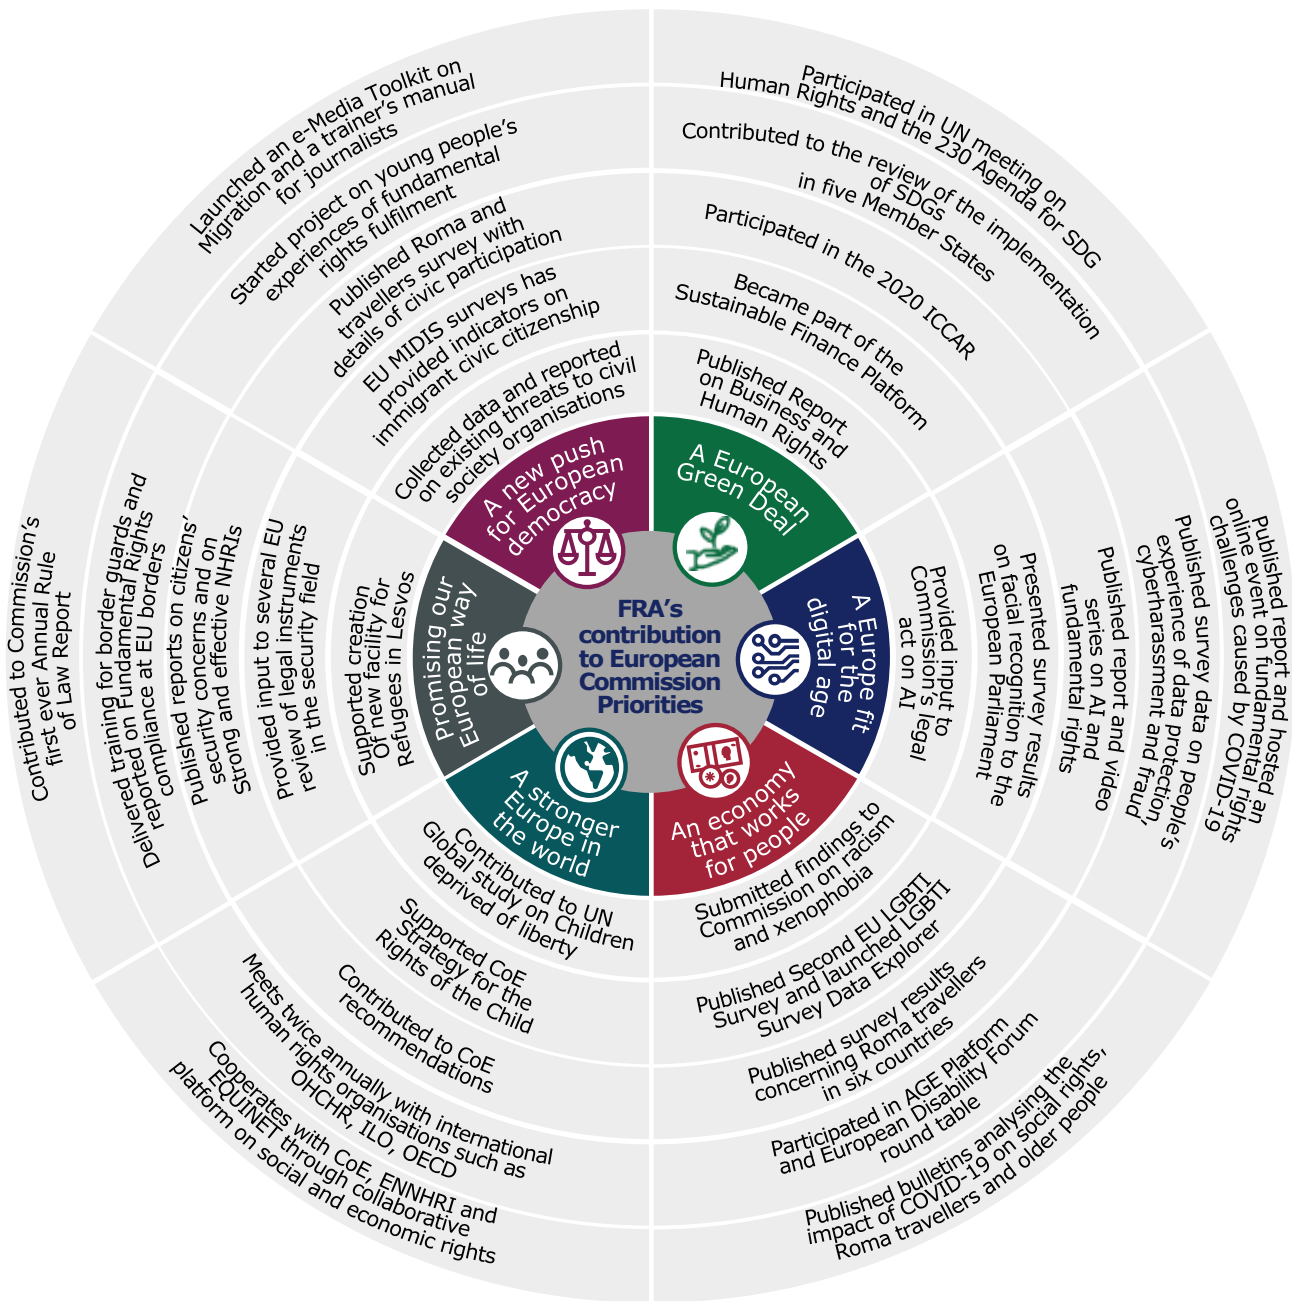 FRA’s
contribution
to European
Commission
Priorities
A European
Green Deal
Published Report
on Business and
Human Rights
Became part of the
Sustainable Finance Platform
Participated in the 2020 ICCAR
Contributed to the review of the implementation
of SDGs
in five Member States
Participated in UN meeting on
Human Rights and the 230 Agenda for SDG
A Europe fit
for the
digital age
Provided input to
Commission’s legal
act on AI
Presented survey results
on facial recognition to the
European Parliament
Published report and video
series on AI and
fundamental rights
Published survey data on people’s
experience of data protection,
cyberharassment and fraud,
Published report and hosted an
online event on fundamental rights
challenges caused by COVID-19
An economy
that works
for people
Submitted findings to
Commission on racism
and xenophobia
Published Second EU LGBTI
Survey and launched LGBTI
Survey Data Explorer
Published survey results
concerning Roma travellers
in six countries
Participated in AGE Platform
and European Disability Forum
round table
Published bulletins analysing the
impact of COVID-19 on social rights,
Roma travellers and older people
A stronger
Europe in
the world
Contributed to UN
Global study on Children
deprived of liberty
Supported CoE
Strategy for the
Rights of the Child
Contributed to CoE
recommendations
Meets twice annually with international
human rights organisations such as
OHCHR, ILO, OECD
Cooperates with CoE, ENNHRI and
EQUINET through collaborative
platform on social and economic rights
Promising our
European way
of life
Supported creation
Of new facility for
Refugees in Lesvos
Provided input to several EU
review of legal instruments
in the security field
Published reports on citizens’
security concerns and on
Strong and effective NHRIs
Delivered training for border guards and
reported on Fundamental Rights
compliance at EU borders
Contributed to Commission’s
first ever Annual Rule
of Law Report
A new push
for European
democracy
Collected data and reported
on existing threats to civil
society organisations
EU MIDIS surveys has
provided indicators on
immigrant civic citizenship
Published Roma and
travellers survey with
details of civic participation
Started project on young people’s
experiences of fundamental
rights fulfilment
Launched an e-Media Toolkit on
Migration and a trainer’s manual
for journalists